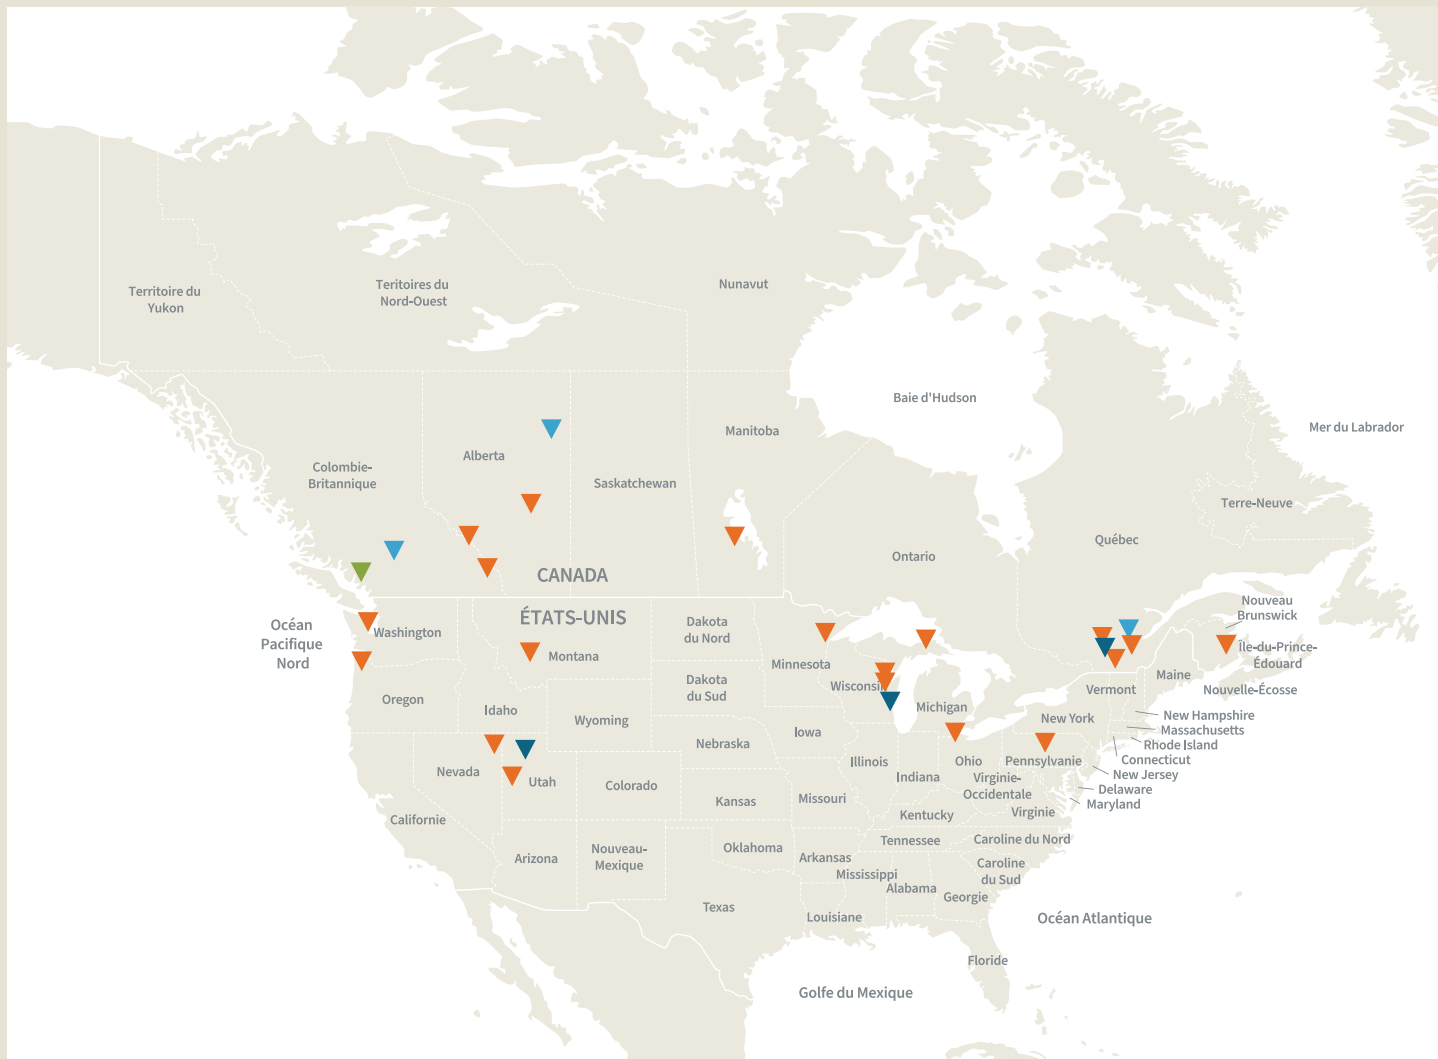 Territoire du
Yukon
Teritoires du
Nord-Ouest
Nunavut
Baie d'Hudson
Mer du Labrador
Manitoba
Alberta
Colombie-
Britannique
Saskatchewan
Terre-Neuve
Québec
Ontario
CANADA
ÉTATS-UNIS
Océan
Pacifique
Nord
Nouveau
Brunswick
Île-du-Prince-
Édouard
Nouvelle-Écosse
Washington
Montana
Dakota
du Nord
Minnesota
Dakota
du Sud
Wisconsin
Michigan
Maine
Vermont
New York
New Hampshire
Massachusetts
Rhode Island
Connecticut
New Jersey
Delaware
Maryland
Oregon
Idaho
Wyoming
Iowa
Nebraska
Nevada
Utah
Colorado
Illinois
Indiana
Ohio
Pennsylvanie
Virginie-
Occidentale
Virginie
Kansas
Missouri
Kentucky
Californie
Tennessee
Caroline du Nord
Arizona
Nouveau-
Mexique
Oklahoma
Arkansas
Mississippi
Alabama
Caroline
du Sud
Georgie
Texas
Louisiane
Océan Atlantique
Floride
Golfe du Mexique